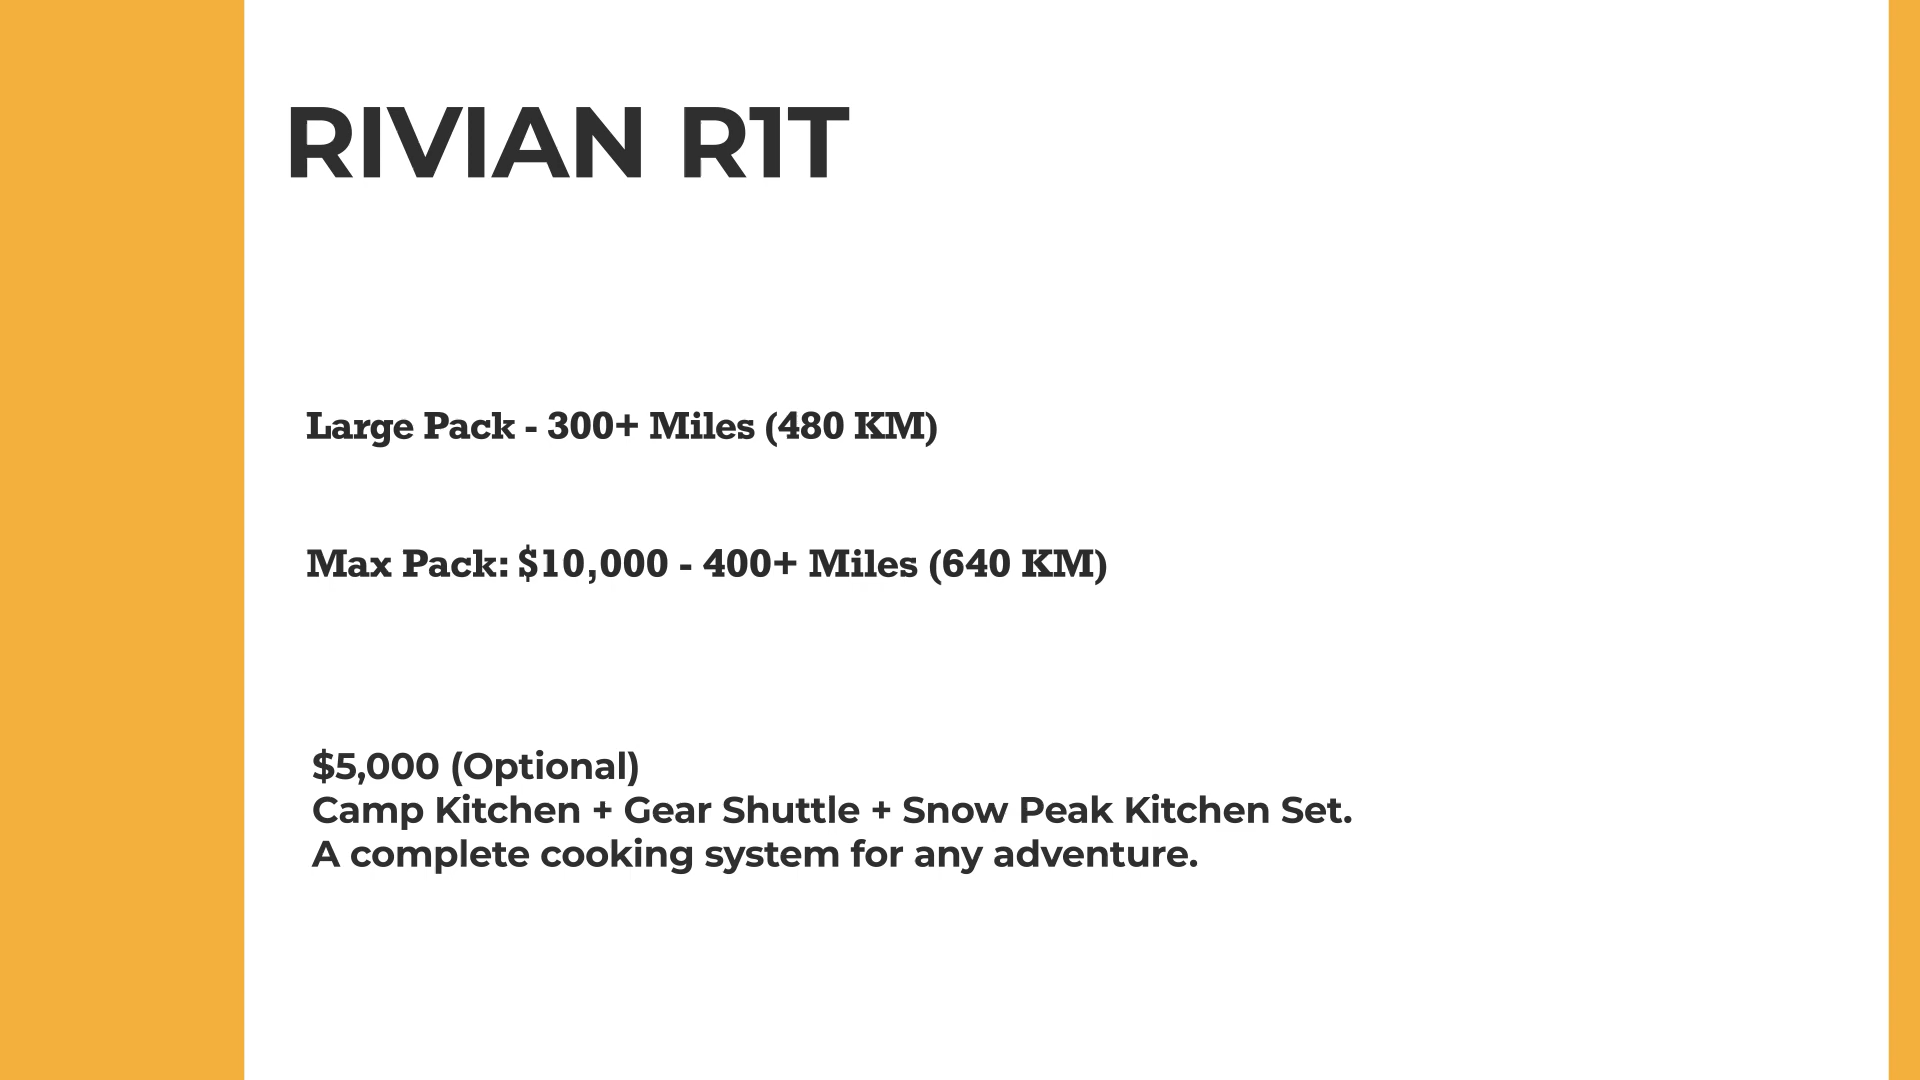 RIVIAN R1T
Large Pack - 300+ Miles (480 KM)
Max Pack: $10,000 - 400+ Miles (640 KM)
$5,000 (Optional)
Camp Kitchen + Gear Shuttle + Snow Peak Kitchen Set.
A complete cooking system for any adventure.